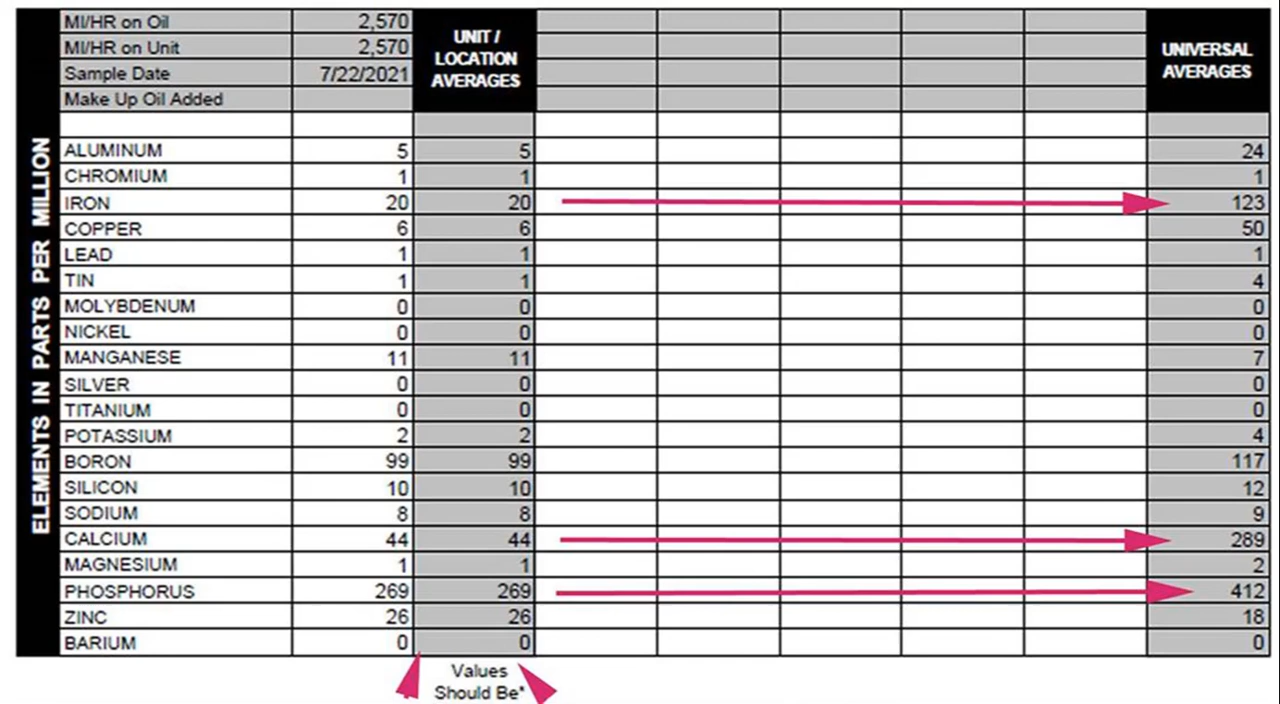 MI/HR on Oil 2,570
MI/HR on Unit 2,570
Sample Date 7/22/2021
Make Up Oil Added
UNIT /
LOCATION
AVERAGES
UNIVERSAL
AVERAGES
ELEMENTS IN PARTS PER MILLION
ALUMINUM 5 5 24
CHROMIUM 1 1 1
IRON 20 20 123
COPPER 6 6 50
LEAD 1 1 1
TIN 1 1 4
MOLYBDENUM 0 0 0
NICKEL 0 0 0
MANGANESE 11 11 7
SILVER 0 0 0
TITANIUM 0 0 0
POTASSIUM 2 2 4
BORON 99 99 117
SILICON 10 10 12
SODIUM 8 8 9
CALCIUM 44 44 289
MAGNESIUM 1 1 2
PHOSPHORUS 269 269 412
ZINC 26 26 18
BARIUM 0 0 0
Values
Should Be*